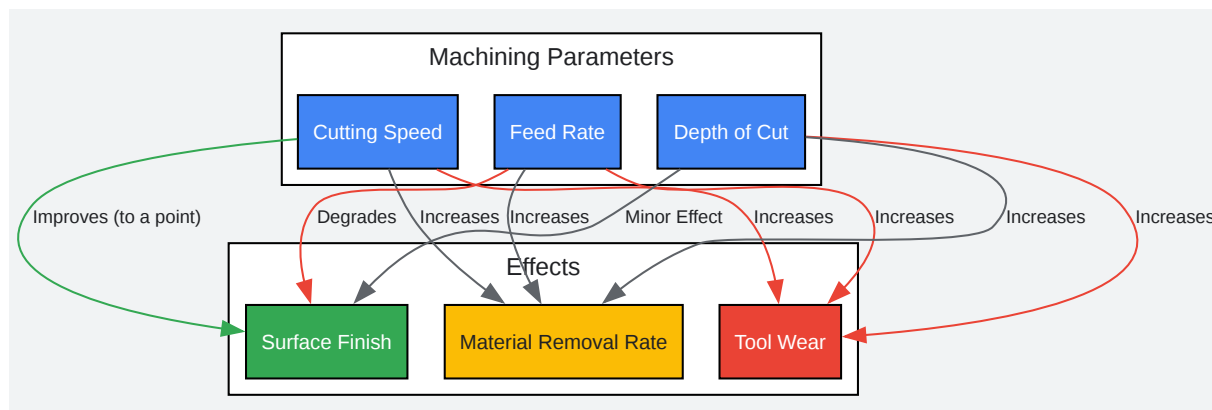 Machining Parameters
Cutting Speed
Feed Rate
Depth of Cut
Improves (to a point)
Degrades
Increases
Increases
Minor Effect
Increases
Increases
Increases
Increases
Effects
Surface Finish
Material Removal Rate
Tool Wear